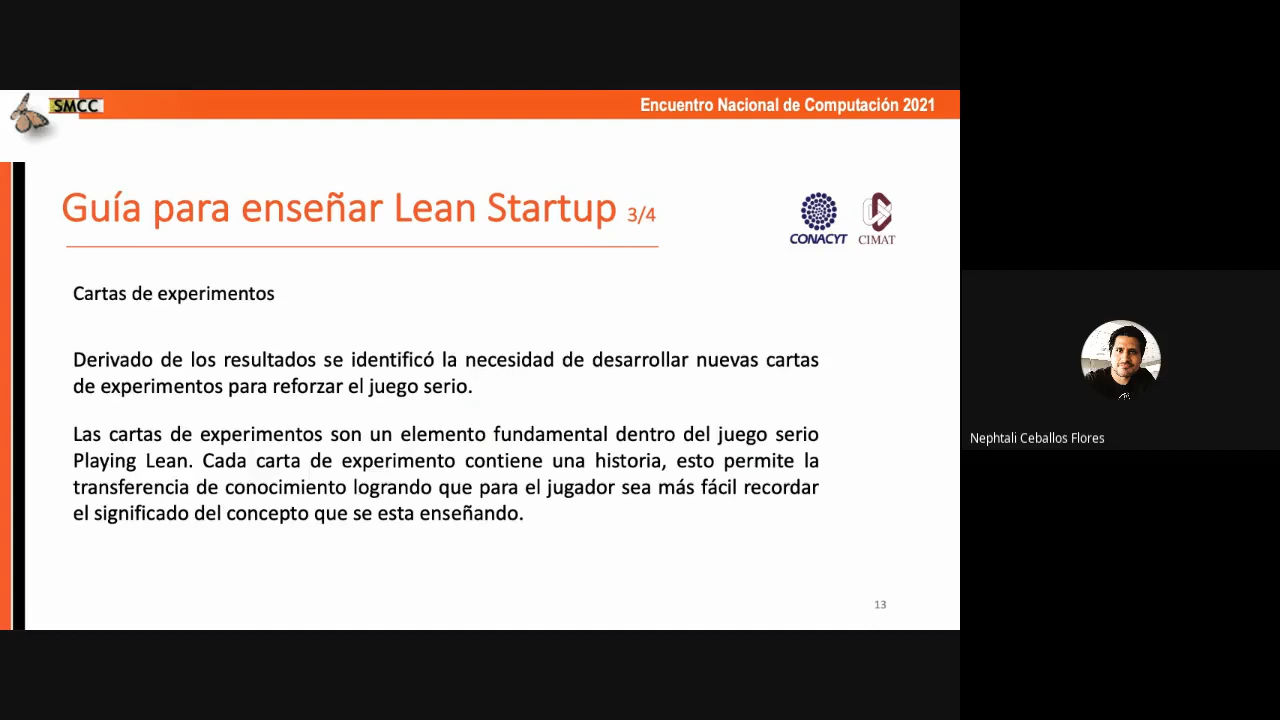 SMCC
Encuentro Nacional de Computación 2021
Guía para enseñar Lean Startup 3/4
CONACYT
CIMAT
Cartas de experimentos
Derivado de los resultados se identificó la necesidad de desarrollar nuevas cartas
de experimentos para reforzar el juego serio.
Las cartas de experimentos son un elemento fundamental dentro del juego serio
Playing Lean. Cada carta de experimento contiene una historia, esto permite la
transferencia de conocimiento logrando que para el jugador sea más fácil recordar
el significado del concepto que se esta enseñando.
13
Nephtali Ceballos Flores